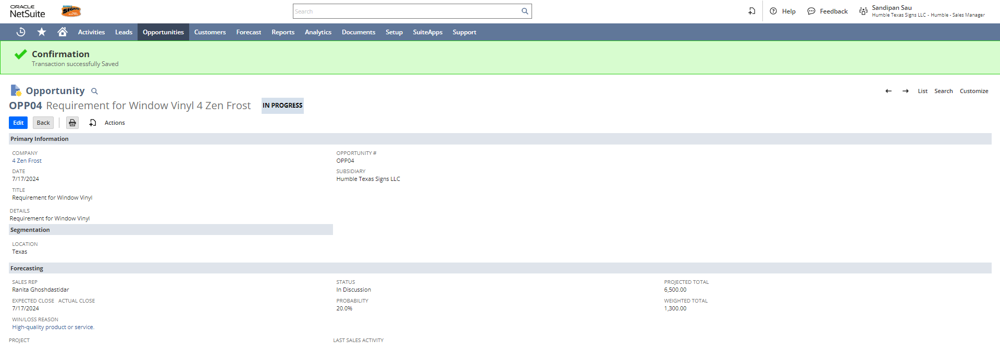 ORACLE
NetSuite
SIGNS
Search
Help
Feedback
Sandipan Sau
Humble Texas Signs LLC - Humble - Sales Manager
Activities Leads Opportunities Customers Forecast Reports Analytics Documents Setup SuiteApps Support
Confirmation
Transaction successfully Saved
Opportunity
List Search Customize
OPP04 Requirement for Window Vinyl 4 Zen Frost IN PROGRESS
Edit Back Actions
Primary Information
COMPANY
4 Zen Frost
OPPORTUNITY #
OPP04
DATE
7/17/2024
SUBSIDIARY
Humble Texas Signs LLC
TITLE
Requirement for Window Vinyl
DETAILS
Requirement for Window Vinyl
Segmentation
LOCATION
Texas
Forecasting
SALES REP
Ranita Ghoshdastidar
STATUS
In Discussion
PROJECTED TOTAL
6,500.00
EXPECTED CLOSE ACTUAL CLOSE
7/17/2024
PROBABILITY
20.0%
WEIGHTED TOTAL
1,300.00
WIN/LOSS REASON
High-quality product or service.
PROJECT
LAST SALES ACTIVITY